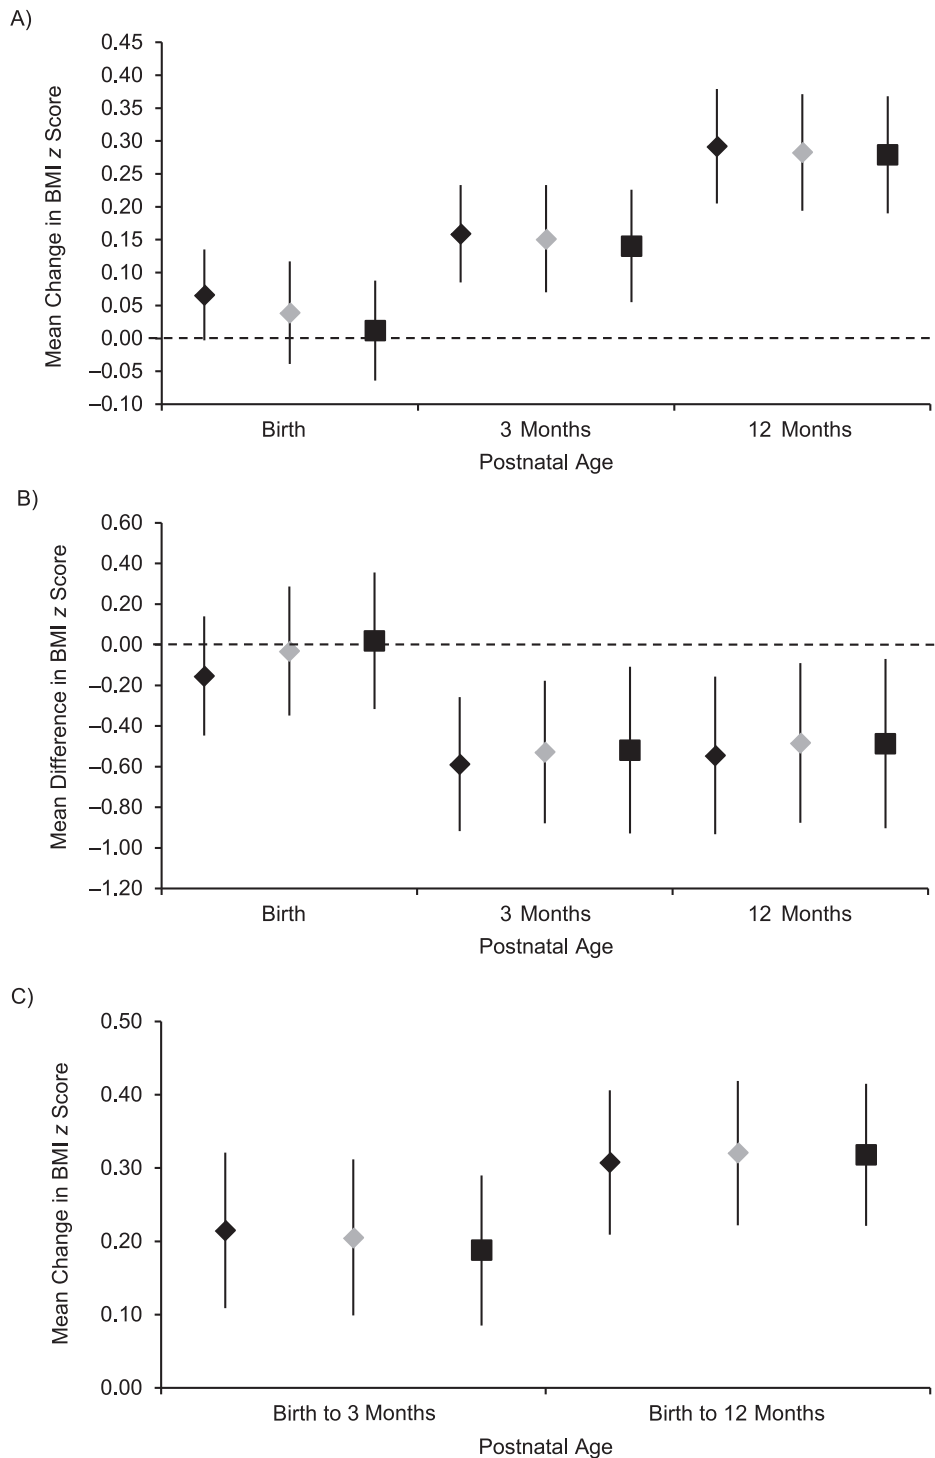 A)
Mean Change in BMI z Score
0.45
0.40
0.35
0.30
0.25
0.20
0.15
0.10
0.05
0.00
–0.05
–0.10
Birth
3 Months
12 Months
Postnatal Age
B)
Mean Difference in BMI z Score
0.60
0.40
0.20
0.00
–0.20
–0.40
–0.60
–0.80
–1.00
–1.20
Birth
3 Months
12 Months
Postnatal Age
C)
Mean Change in BMI z Score
0.50
0.40
0.30
0.20
0.10
0.00
Birth to 3 Months
Birth to 12 Months
Postnatal Age